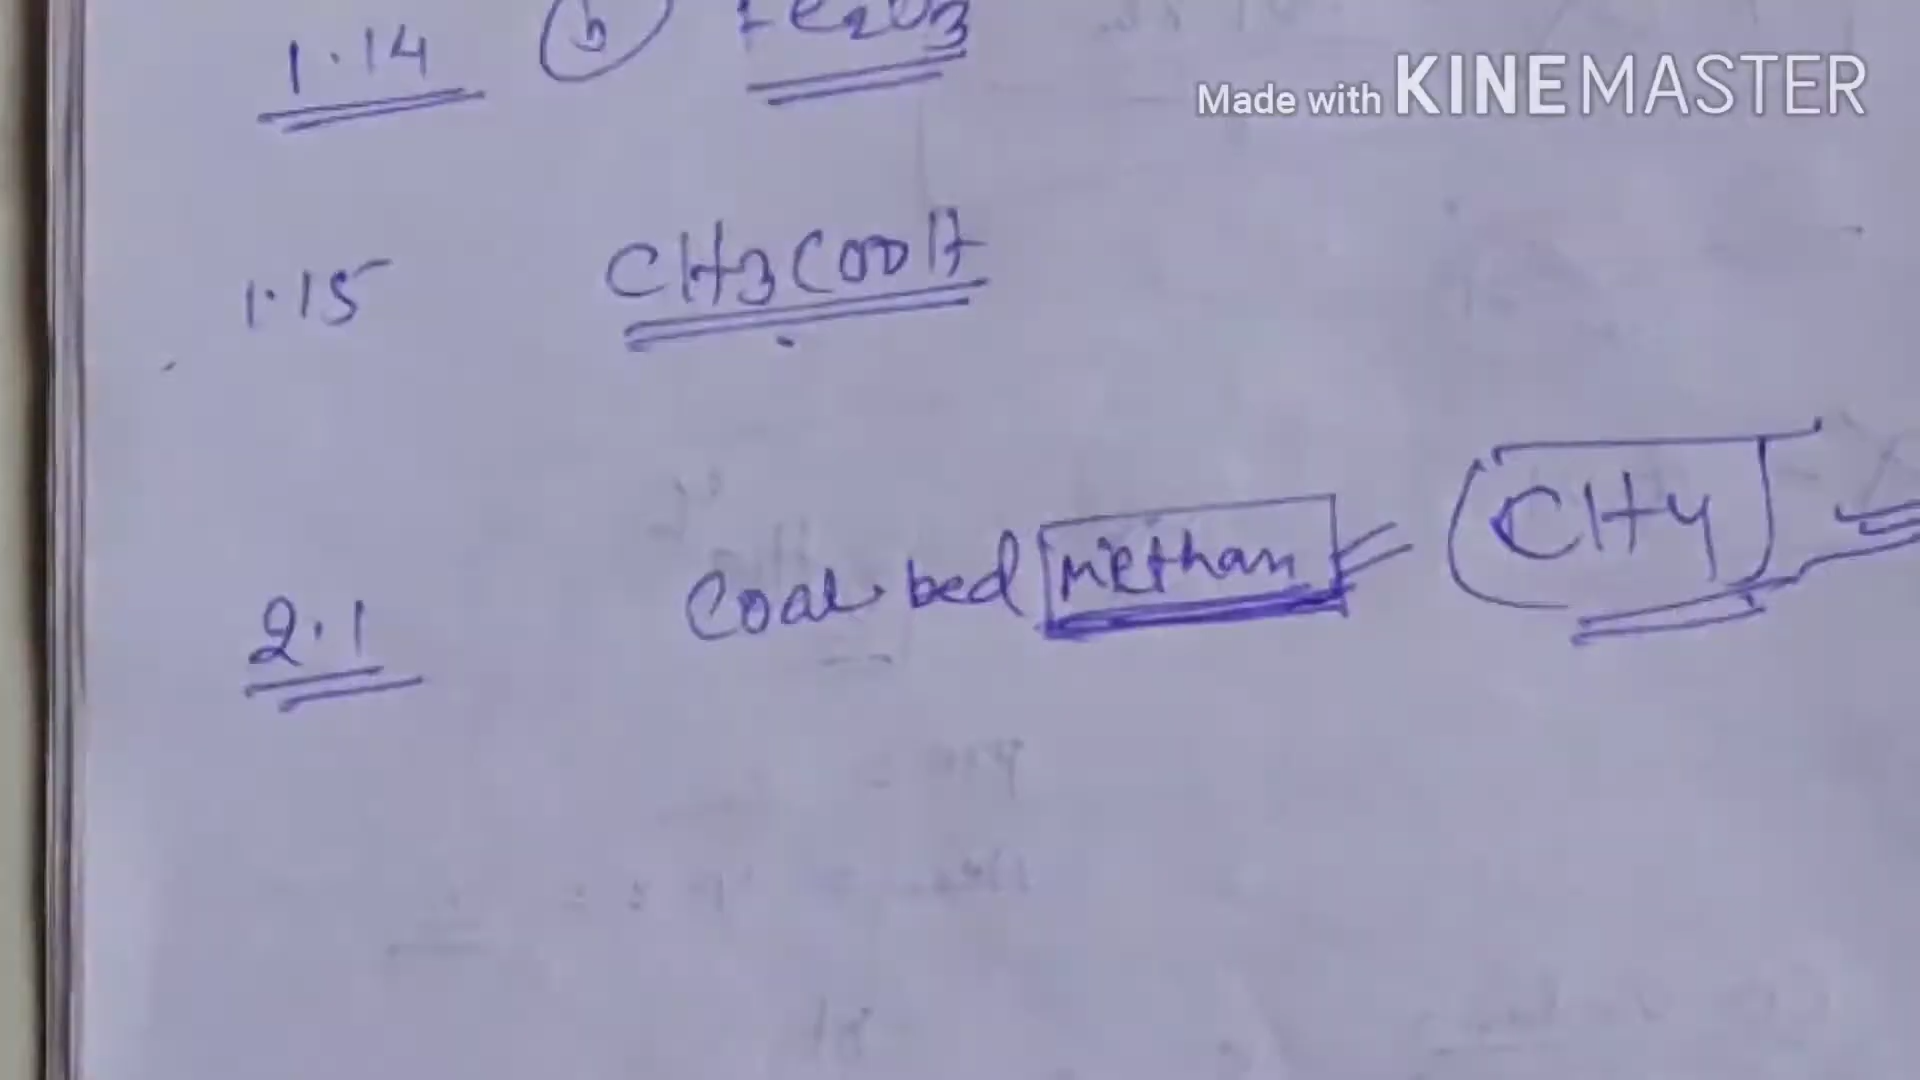 1.14 (b) Fe2O3
Made with KINEMASTER
1.15 CH3COOH
2.1 Coal bed Methan = CH4